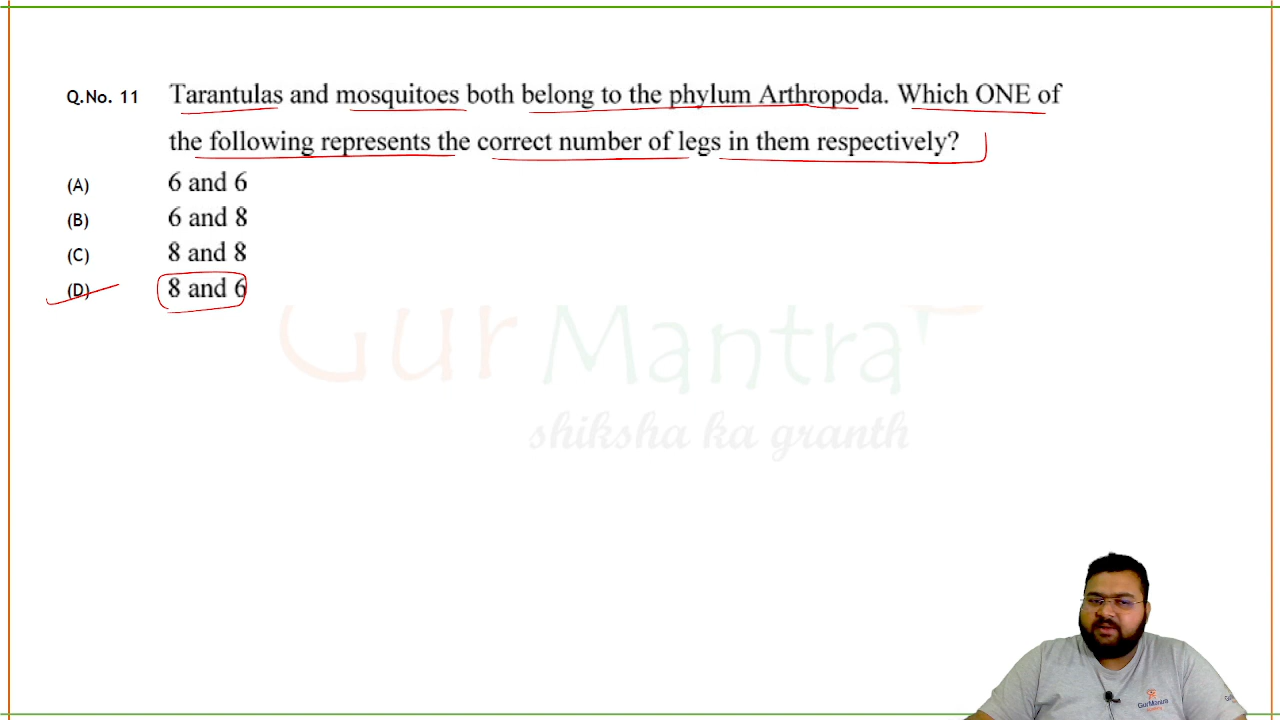 Q.No. 11 Tarantulas and mosquitoes both belong to the phylum Arthropoda. Which ONE of
the following represents the correct number of legs in them respectively?
(A) 6 and 6
(B) 6 and 8
(C) 8 and 8
(D) 8 and 6
Gur Mantra
shiksha ka granth
GurMantra